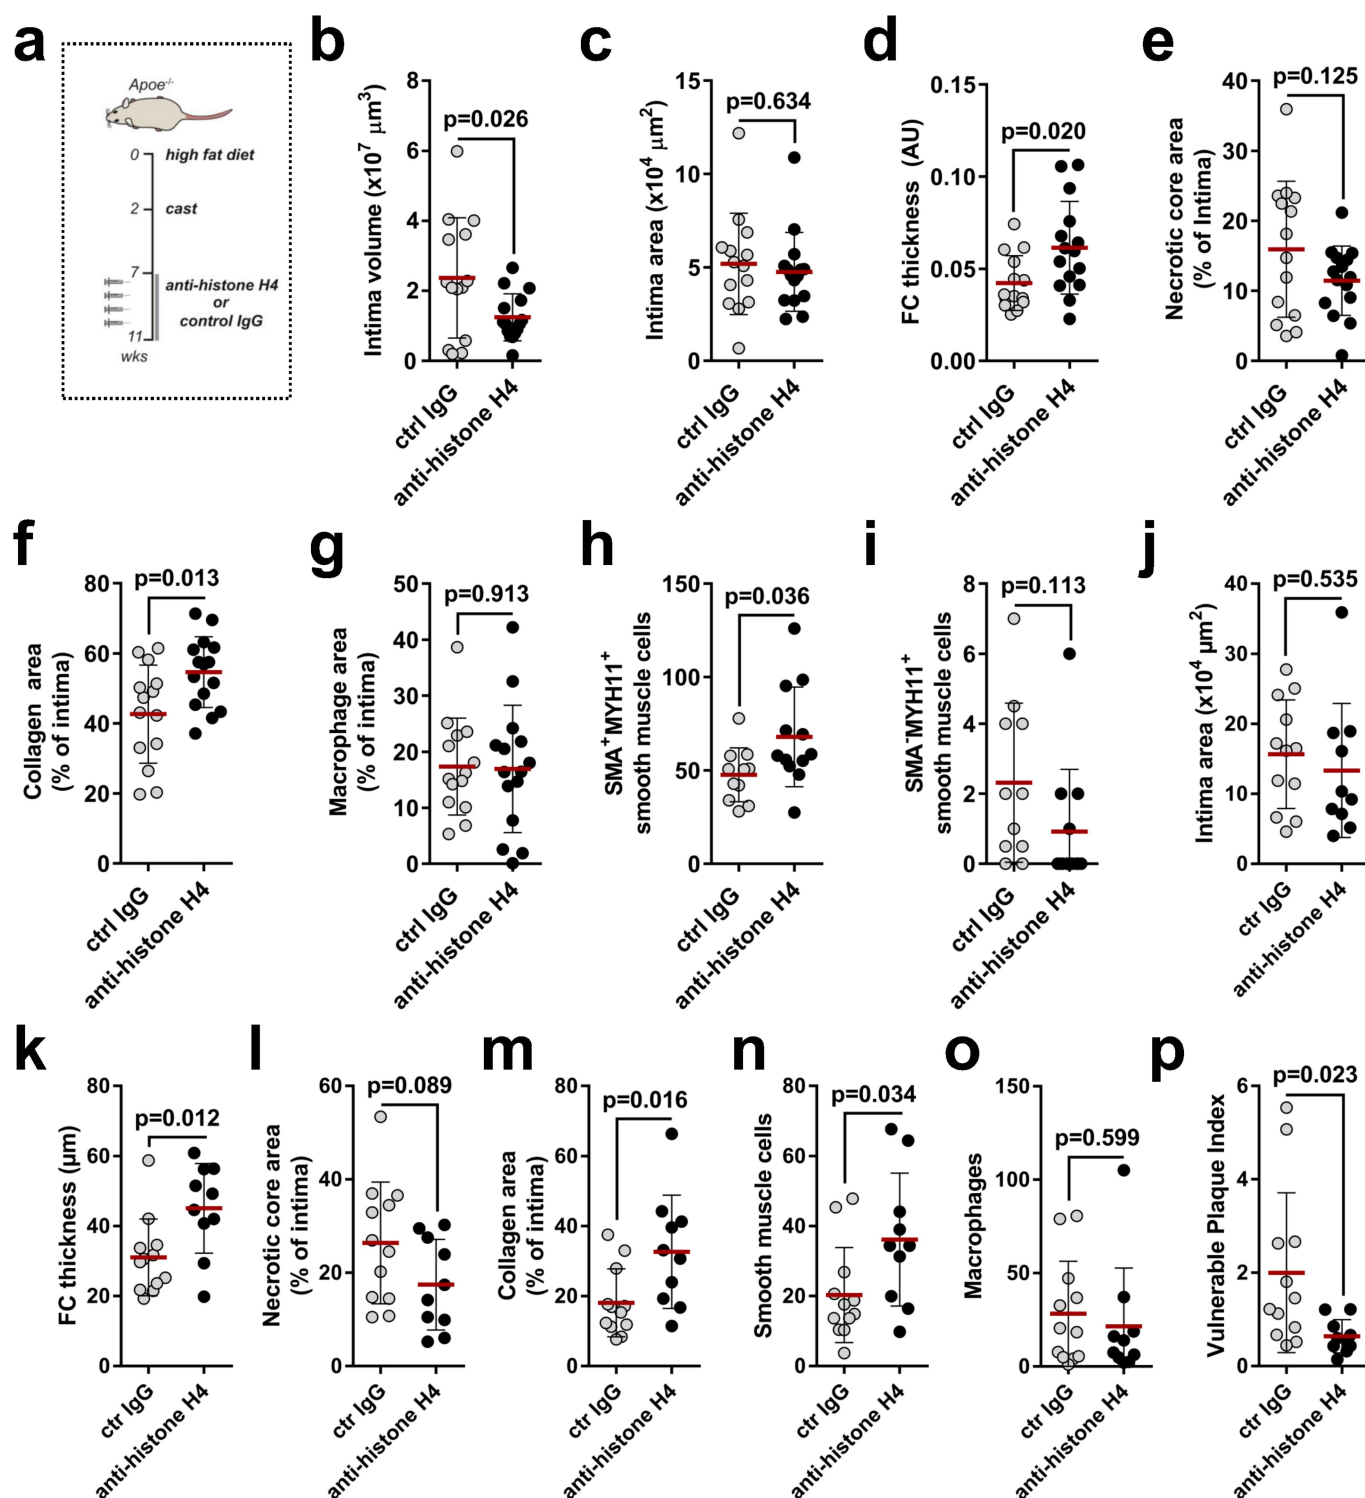 a
Apoe-/-
0 high fat diet
2 cast
7
anti-histone H4
or
control IgG
11
wks
b
Intima volume (x10⁷ µm³)
8
6
4
2
0
p=0.026
ctrl IgG
anti-histone H4
c
Intima area (x10⁴ µm²)
15
10
5
0
p=0.634
ctrl IgG
anti-histone H4
d
FC thickness (AU)
0.15
0.10
0.05
0.00
p=0.020
ctrl IgG
anti-histone H4
e
Necrotic core area
(% of Intima)
40
30
20
10
0
p=0.125
ctrl IgG
anti-histone H4
f
Collagen area
(% of intima)
80
60
40
20
0
p=0.013
ctrl IgG
anti-histone H4
g
Macrophage area
(% of intima)
50
40
30
20
10
0
p=0.913
ctrl IgG
anti-histone H4
h
SMA⁺MYH11⁺
smooth muscle cells
150
100
50
0
p=0.036
ctrl IgG
anti-histone H4
i
SMA⁻MYH11⁺
smooth muscle cells
8
6
4
2
0
p=0.113
ctrl IgG
anti-histone H4
j
Intima area (x10⁴ µm²)
40
30
20
10
0
p=0.535
ctr IgG
anti-histone H4
k
FC thickness (µm)
80
60
40
20
0
p=0.012
ctr IgG
anti-histone H4
l
Necrotic core area
(% of intima)
60
40
20
0
p=0.089
ctr IgG
anti-histone H4
m
Collagen area
(% of intima)
80
60
40
20
0
p=0.016
ctr IgG
anti-histone H4
n
Smooth muscle cells
80
60
40
20
0
p=0.034
ctr IgG
anti-histone H4
o
Macrophages
150
100
50
0
p=0.599
ctr IgG
anti-histone H4
p
Vulnerable Plaque Index
6
4
2
0
p=0.023
ctr IgG
anti-histone H4